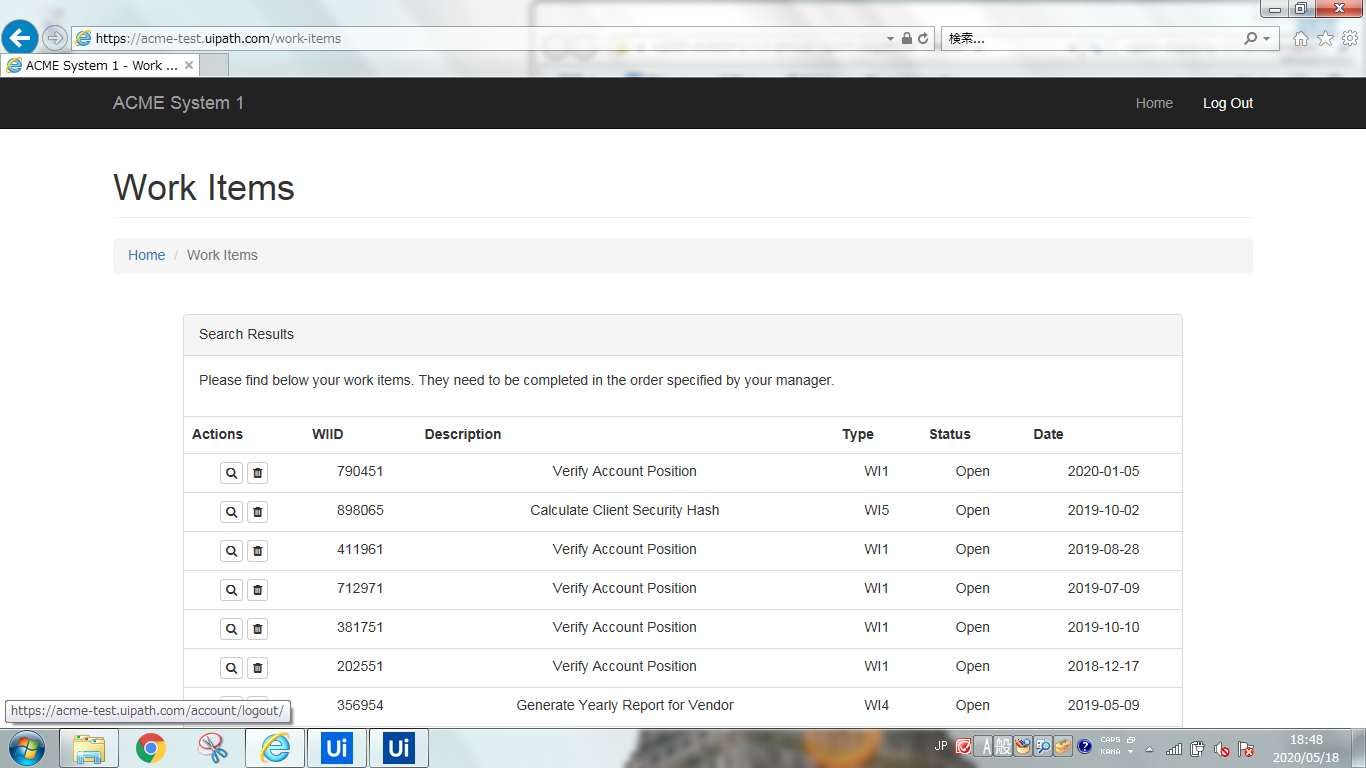 https://acme-test.uipath.com/work-items
検索...
ACME System 1 - Work ...
ACME System 1
Home
Log Out
Work Items
Home / Work Items
Search Results
Please find below your work items. They need to be completed in the order specified by your manager.
Actions WIID Description Type Status Date
790451 Verify Account Position WI1 Open 2020-01-05
898065 Calculate Client Security Hash WI5 Open 2019-10-02
411961 Verify Account Position WI1 Open 2019-08-28
712971 Verify Account Position WI1 Open 2019-07-09
381751 Verify Account Position WI1 Open 2019-10-10
202551 Verify Account Position WI1 Open 2018-12-17
356954 Generate Yearly Report for Vendor WI4 Open 2019-05-09
https://acme-test.uipath.com/account/logout/
Ui
Ui
JP
A 般
CAPS
KANA
18:48
2020/05/18